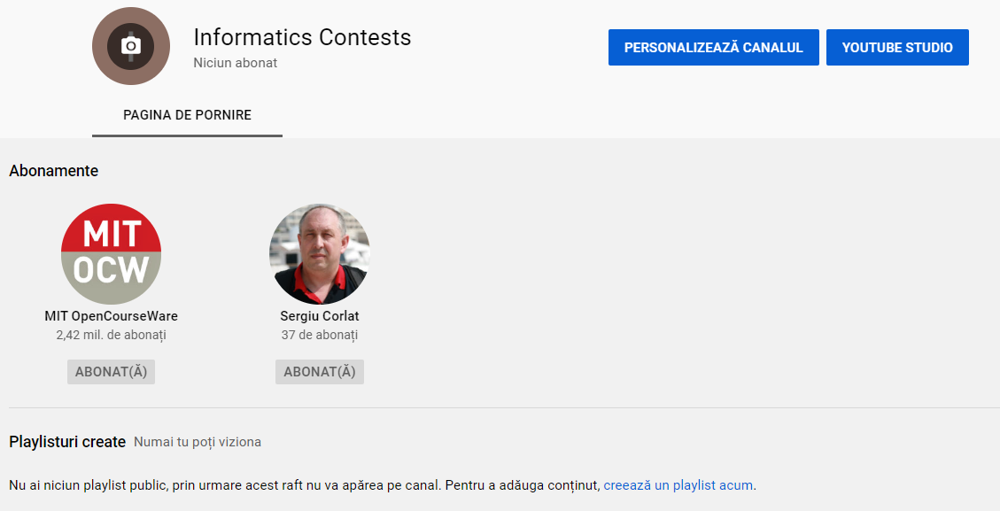 Informatics Contests
Niciun abonat
PERSONALIZEAZĂ CANALUL
YOUTUBE STUDIO
PAGINA DE PORNIRE
Abonamente
MIT
OCW
MIT OpenCourseWare
2,42 mil. de abonați
ABONAT(Ă)
Sergiu Corlat
37 de abonați
ABONAT(Ă)
Playlisturi create Numai tu poți viziona
Nu ai niciun playlist public, prin urmare acest raft nu va apărea pe canal. Pentru a adăuga conținut, creează un playlist acum.